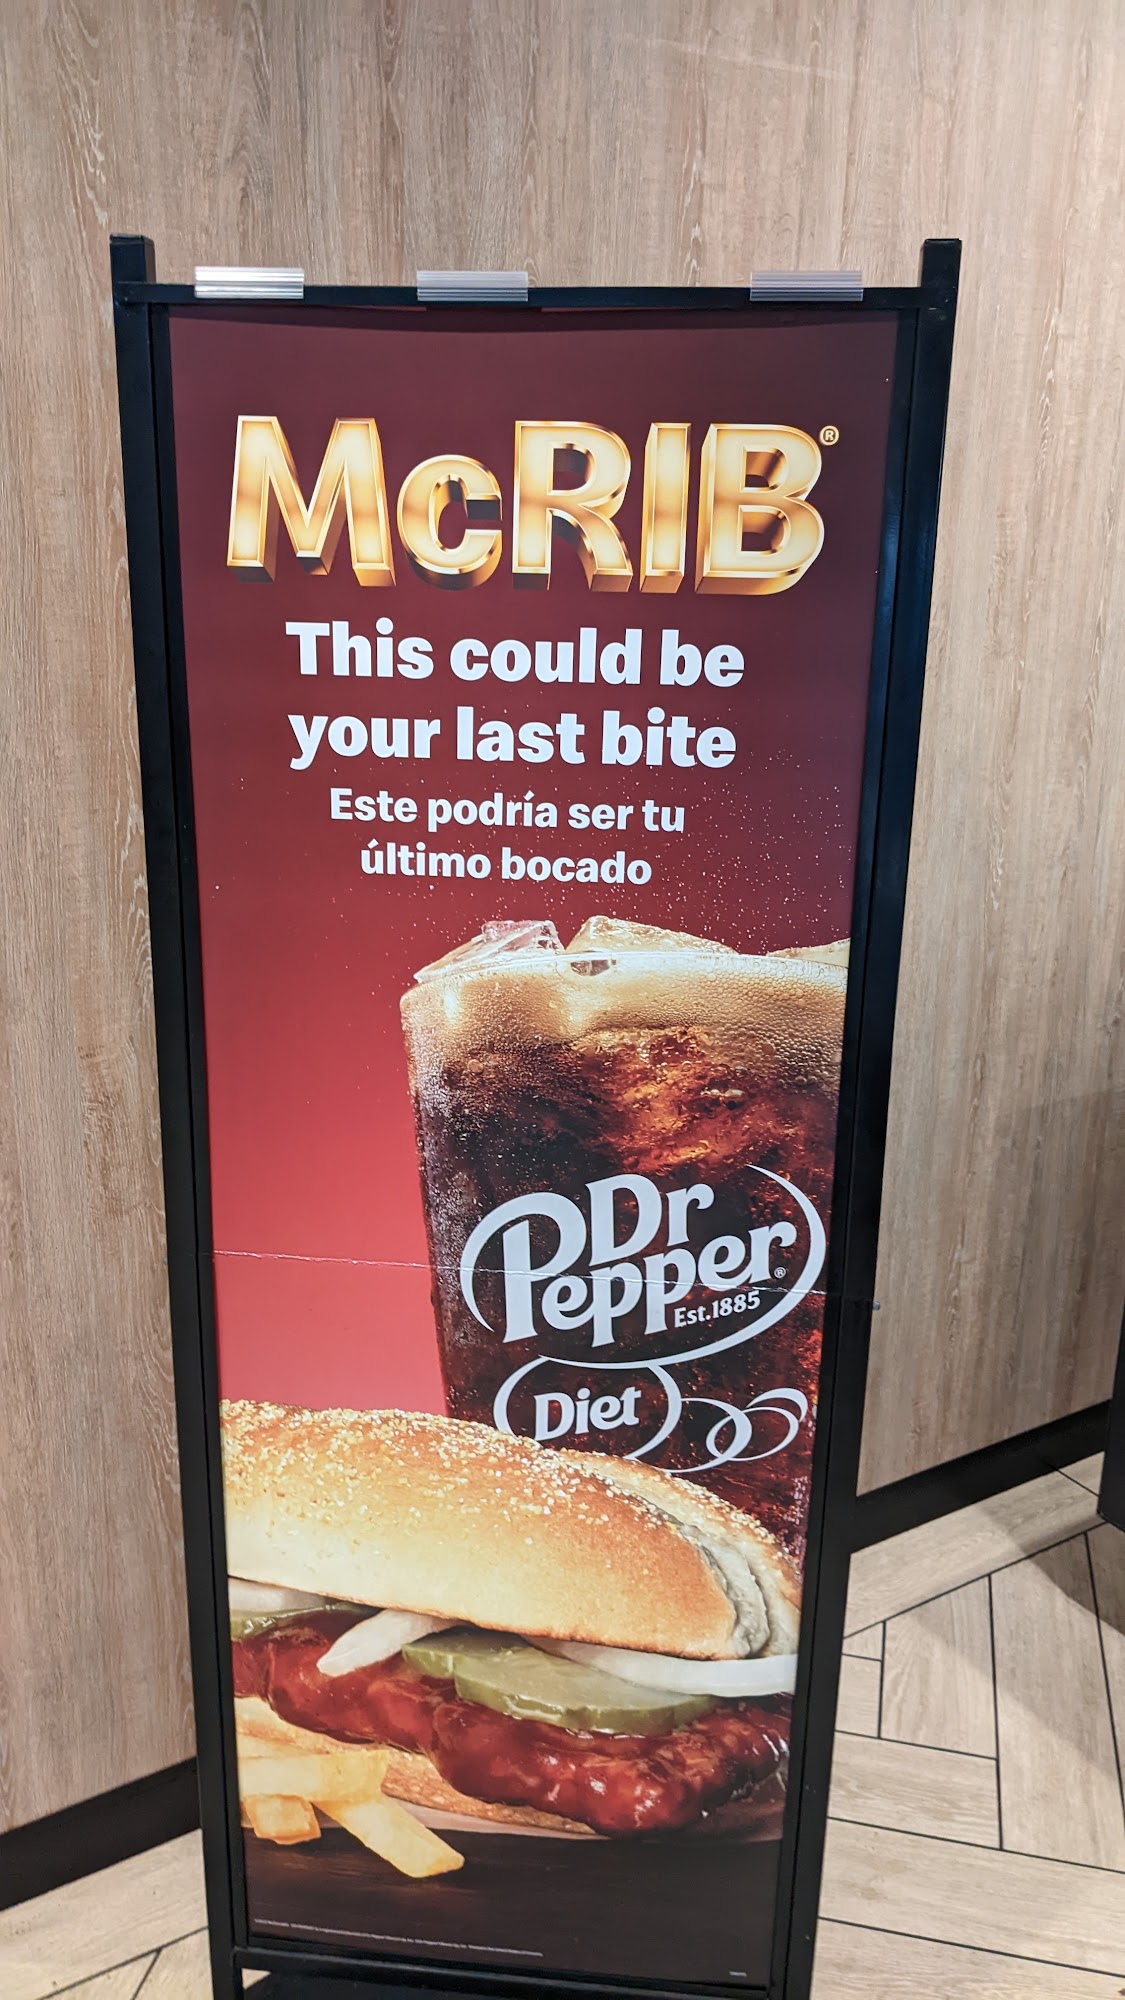 McRIB®
This could be
your last bite
Este podría ser tu
último bocado
Dr
Pepper®
Est.1885
Diet